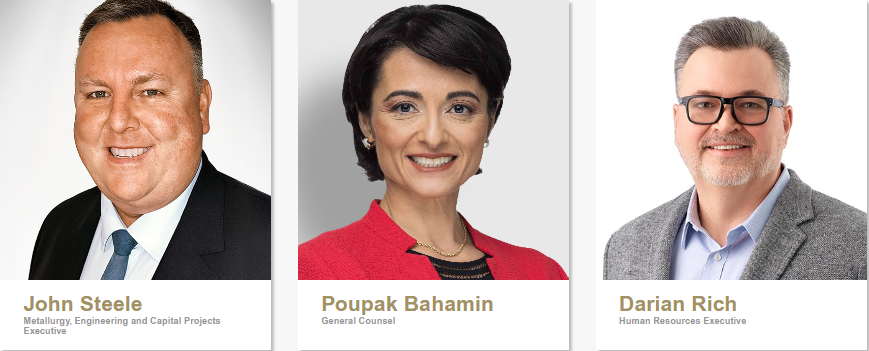 John Steele
Metallurgy, Engineering and Capital Projects
Executive
Poupak Bahamin
General Counsel
Darian Rich
Human Resources Executive